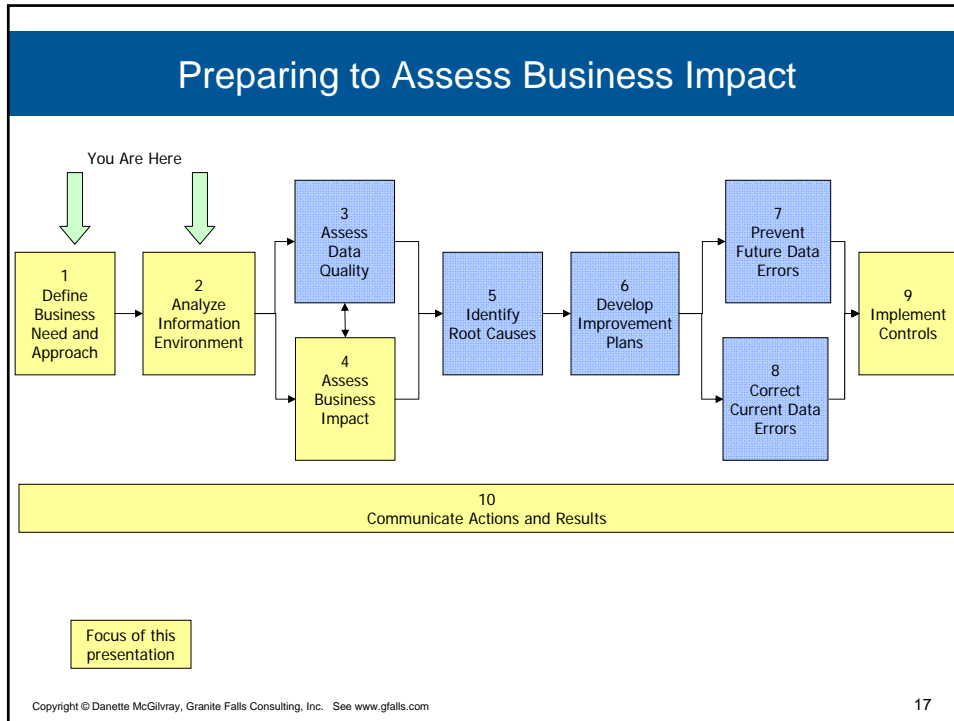 Preparing to Assess Business Impact
You Are Here
1
Define
Business
Need and
Approach
2
Analyze
Information
Environment
3
Assess
Data
Quality
4
Assess
Business
Impact
5
Identify
Root Causes
6
Develop
Improvement
Plans
7
Prevent
Future Data
Errors
8
Correct
Current Data
Errors
9
Implement
Controls
10
Communicate Actions and Results
Focus of this
presentation
Copyright © Danette McGilvray, Granite Falls Consulting, Inc. See www.gfalls.com
17